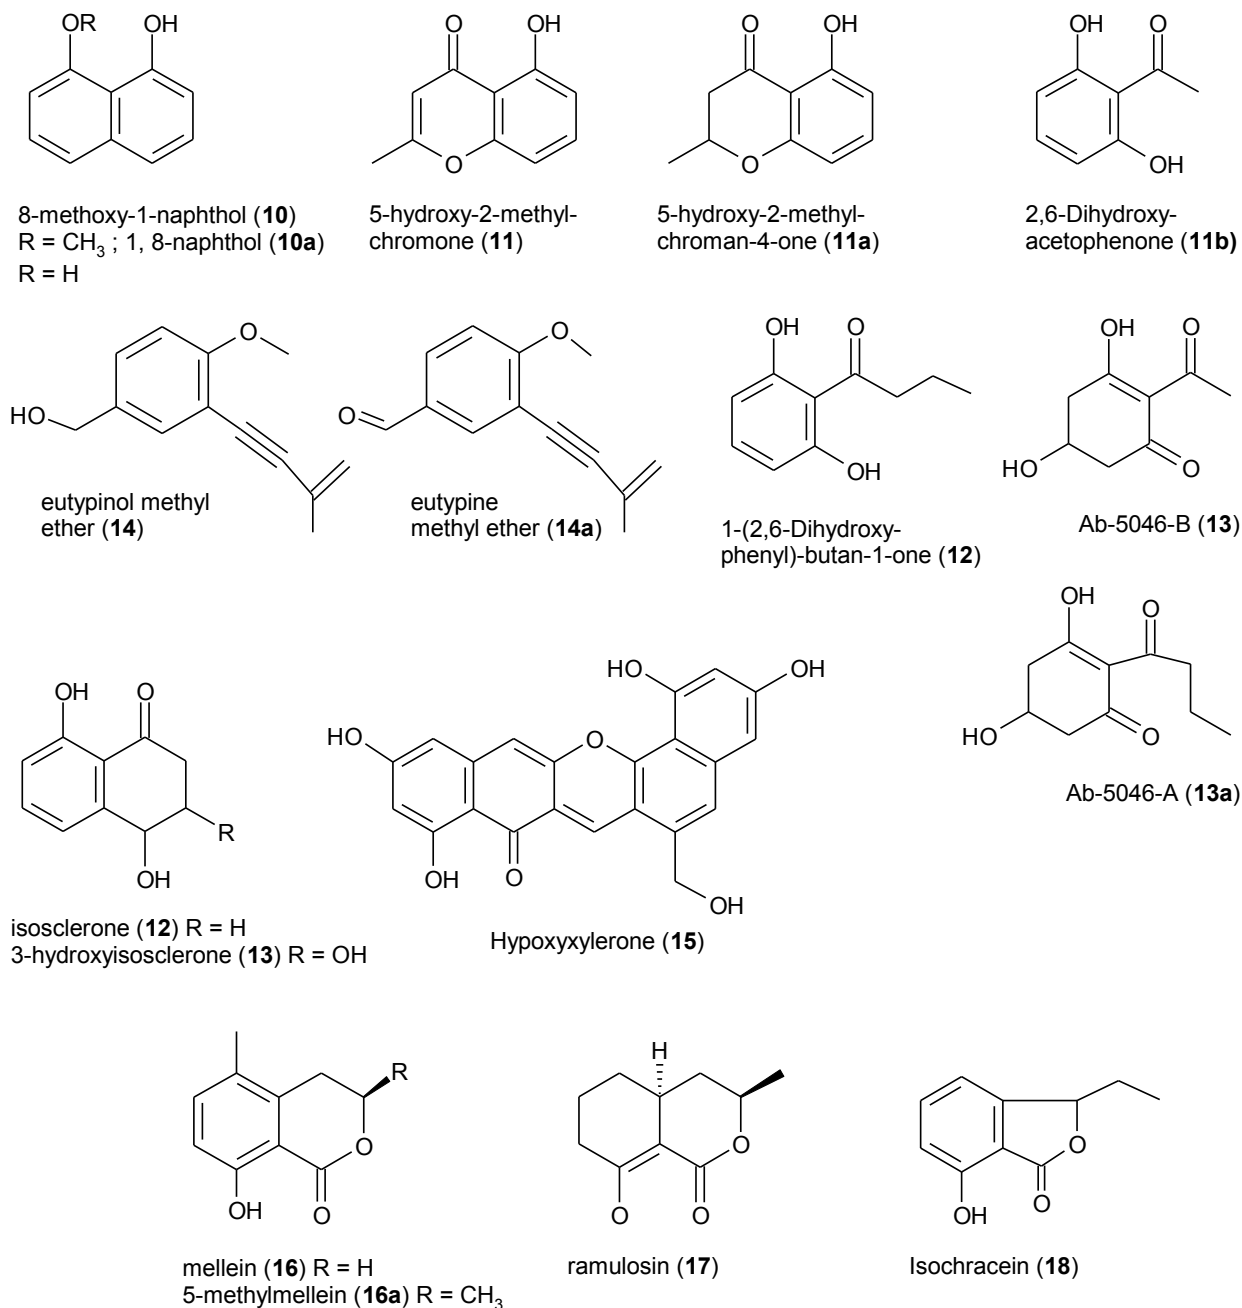 OR OH
O OH
O OH
OH O
O
O
OH
8-methoxy-1-naphthol (10)
R = CH3 ; 1, 8-naphthol (10a)
R = H
5-hydroxy-2-methyl-
chromone (11)
5-hydroxy-2-methyl-
chroman-4-one (11a)
2,6-Dihydroxy-
acetophenone (11b)
O
HO
eutypinol methyl
ether (14)
O
O
eutypine
methyl ether (14a)
OH O
OH
1-(2,6-Dihydroxy-
phenyl)-butan-1-one (12)
OH O
HO O
Ab-5046-B (13)
OH O
HO O
Ab-5046-A (13a)
OH O
R
OH
isosclerone (12) R = H
3-hydroxyisosclerone (13) R = OH
HO OH
HO O
OH O
OH
Hypoxyxylerone (15)
R
O
OH O
mellein (16) R = H
5-methylmellein (16a) R = CH3
H
O
O O
ramulosin (17)
O
OH O
Isochracein (18)